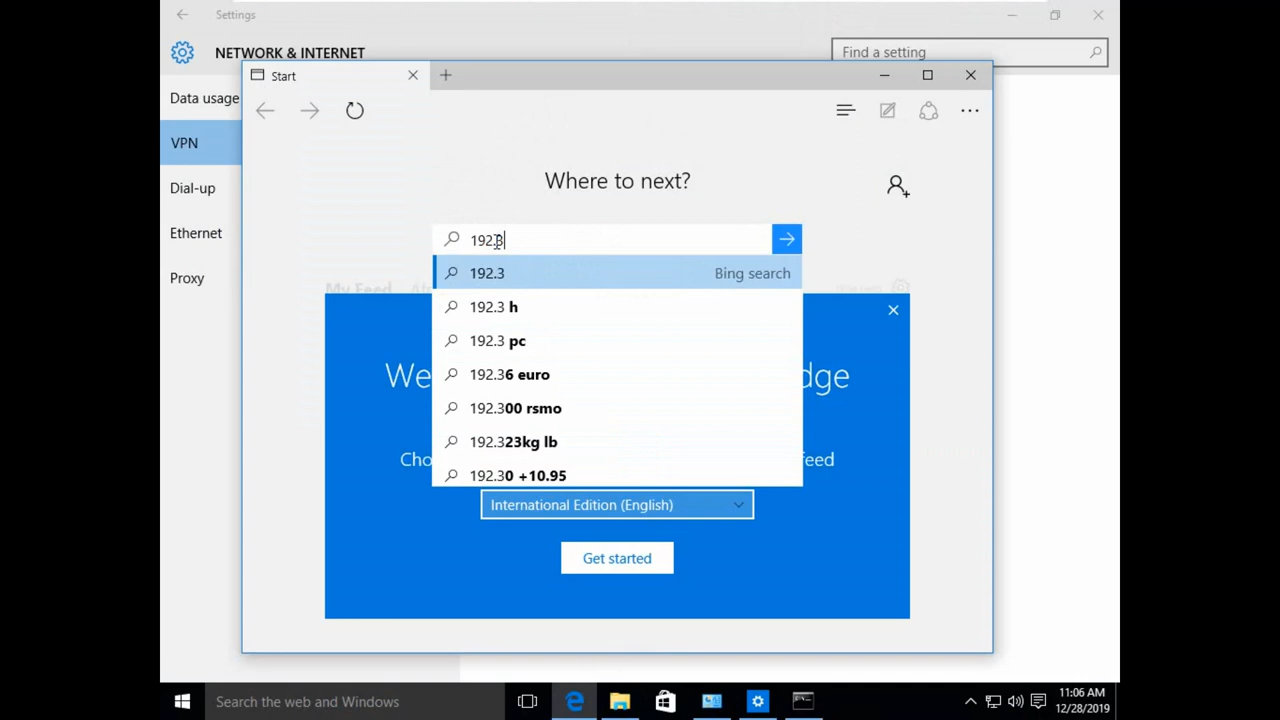 Settings
NETWORK & INTERNET
Find a setting
Start
Data usage
VPN
Dial-up
Ethernet
Proxy
Where to next?
192.3
192.3 Bing search
192.3 h
192.3 pc
192.36 euro
192.300 rsmo
192.323kg lb
192.30 +10.95
My Feed
We
dge
Cho
feed
International Edition (English)
Get started
Search the web and Windows
11:06 AM
12/28/2019